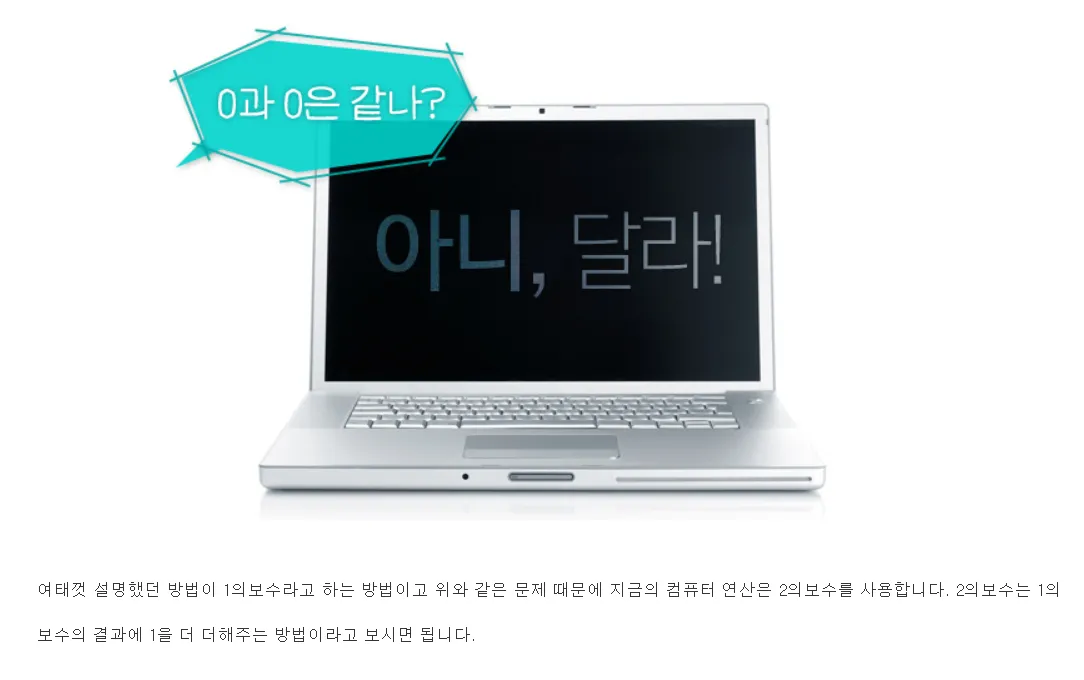 0과 0은 같나?
아니, 달라!
여태껏 설명했던 방법이 1의보수라고 하는 방법이고 위와 같은 문제 때문에 지금의 컴퓨터 연산은 2의보수를 사용합니다. 2의보수는 1의
보수의 결과에 1을 더 더해주는 방법이라고 보시면 됩니다.